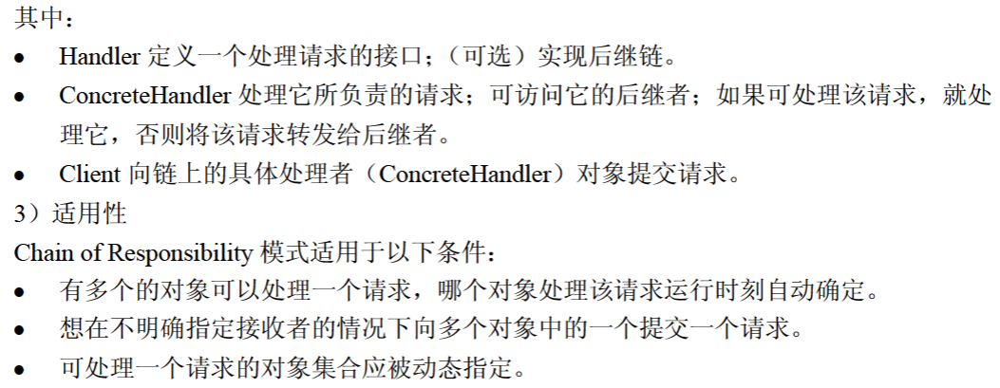 其中：
● Handler 定义一个处理请求的接口；（可选）实现后继链。
● ConcreteHandler 处理它所负责的请求；可访问它的后继者；如果可处理该请求，就处
理它，否则将该请求转发给后继者。
● Client 向链上的具体处理者（ConcreteHandler）对象提交请求。
3）适用性
Chain of Responsibility 模式适用于以下条件：
● 有多个的对象可以处理一个请求，哪个对象处理该请求运行时刻自动确定。
● 想在不明确指定接收者的情况下向多个对象中的一个提交一个请求。
● 可处理一个请求的对象集合应被动态指定。